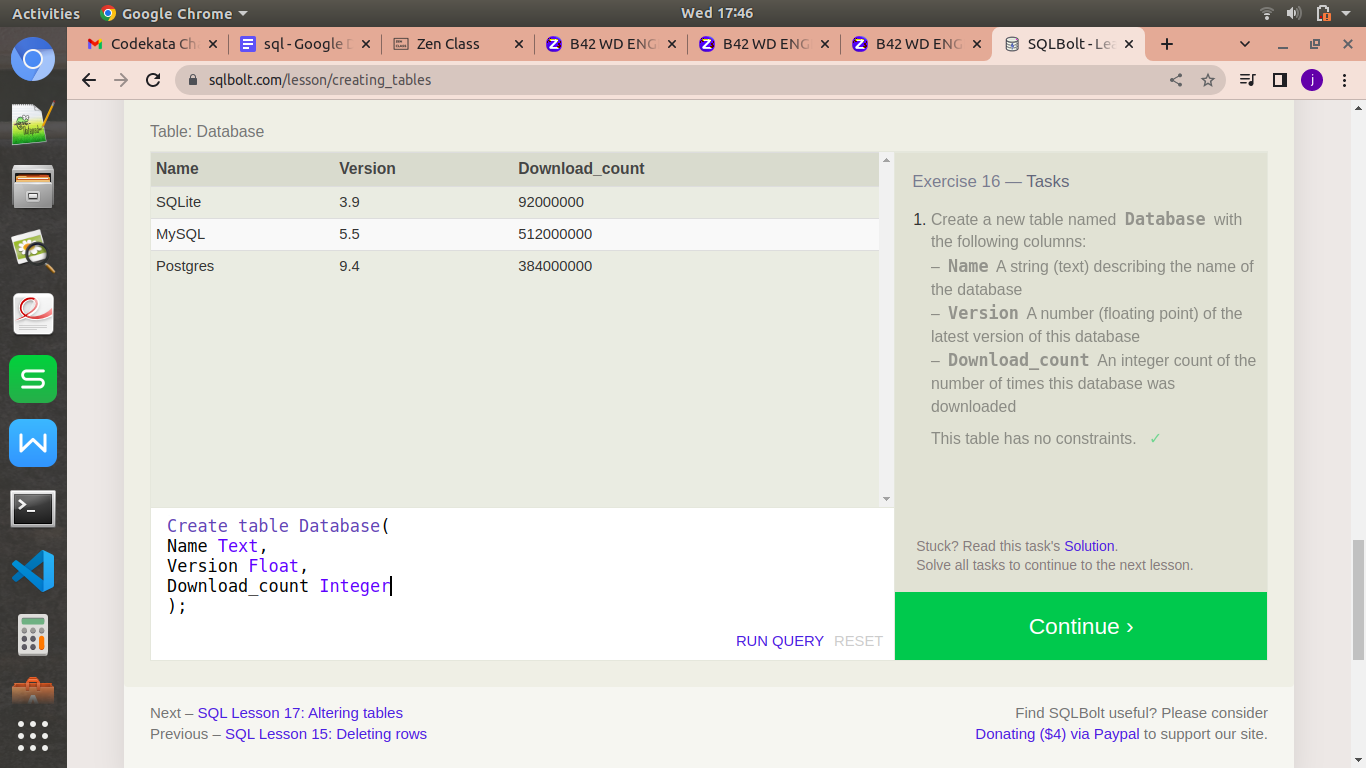 Activities
Google Chrome
Wed 17:46
Codekata Ch
sql - Google D
Zen Class
B42 WD ENG
B42 WD ENG
B42 WD ENG
SQLBolt - Lea
sqlbolt.com/lesson/creating_tables
j
Table: Database
Name Version Download_count
SQLite 3.9 92000000
MySQL 5.5 512000000
Postgres 9.4 384000000
Exercise 16 — Tasks
1. Create a new table named Database with
the following columns:
– Name A string (text) describing the name of
the database
– Version A number (floating point) of the
latest version of this database
– Download_count An integer count of the
number of times this database was
downloaded
This table has no constraints. ✓
Create table Database(
Name Text,
Version Float,
Download_count Integer
);
RUN QUERY RESET
Stuck? Read this task's Solution.
Solve all tasks to continue to the next lesson.
Continue ›
Next – SQL Lesson 17: Altering tables
Previous – SQL Lesson 15: Deleting rows
Find SQLBolt useful? Please consider
Donating ($4) via Paypal to support our site.